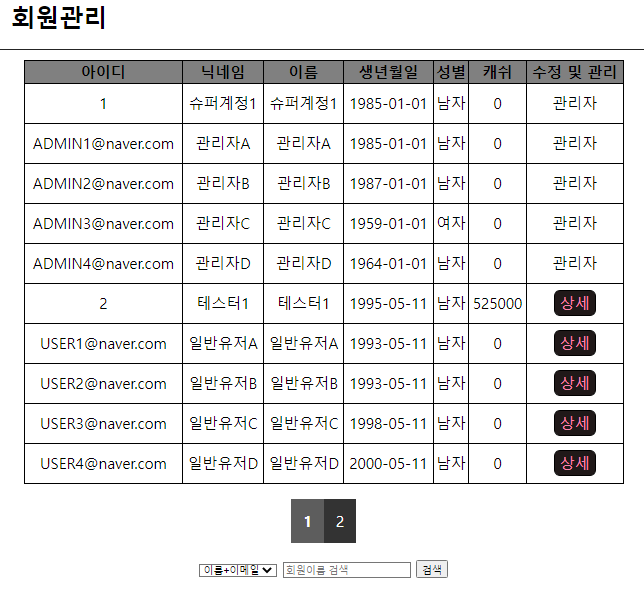 회원관리
아이디 닉네임 이름 생년월일 성별 캐쉬 수정 및 관리
1 슈퍼계정1 슈퍼계정1 1985-01-01 남자 0 관리자
ADMIN1@naver.com 관리자A 관리자A 1985-01-01 남자 0 관리자
ADMIN2@naver.com 관리자B 관리자B 1987-01-01 남자 0 관리자
ADMIN3@naver.com 관리자C 관리자C 1959-01-01 여자 0 관리자
ADMIN4@naver.com 관리자D 관리자D 1964-01-01 남자 0 관리자
2 테스터1 테스터1 1995-05-11 남자 525000 상세
USER1@naver.com 일반유저A 일반유저A 1993-05-11 남자 0 상세
USER2@naver.com 일반유저B 일반유저B 1993-05-11 남자 0 상세
USER3@naver.com 일반유저C 일반유저C 1998-05-11 남자 0 상세
USER4@naver.com 일반유저D 일반유저D 2000-05-11 남자 0 상세
1 2
이름+이메일 회원이름 검색 검색